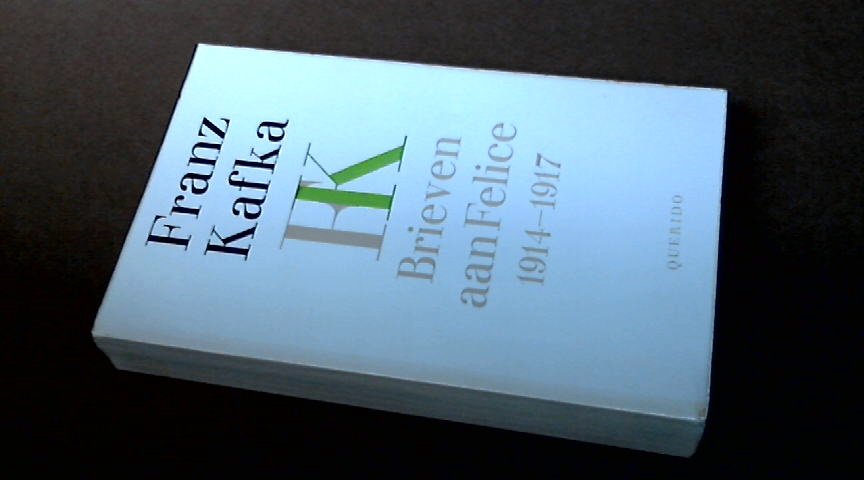 Franz
Kafka
FK
Brieven
aan Felice
1914–1917
QUERIDO